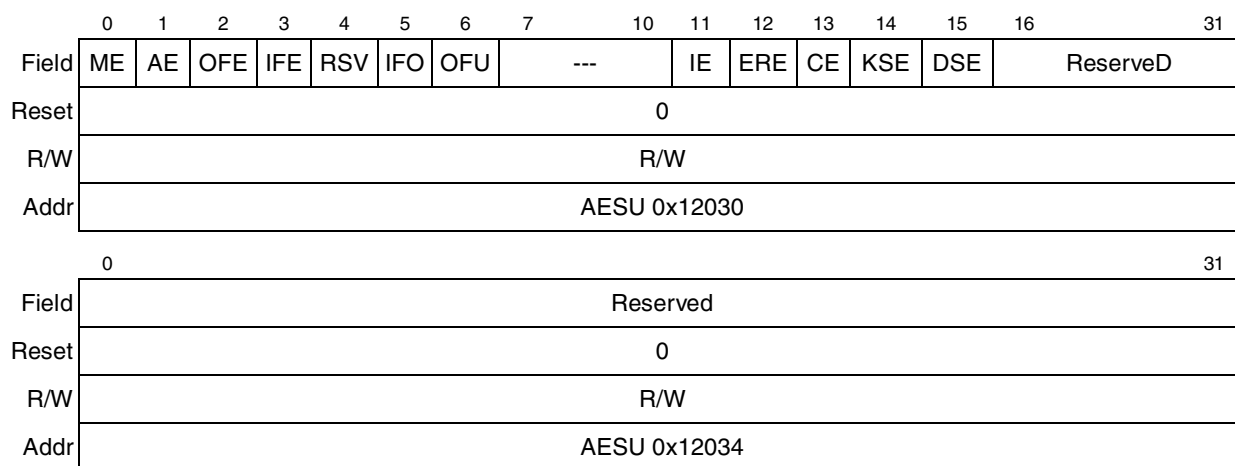 0 1 2 3 4 5 6 7 10 11 12 13 14 15 16 31
Field ME AE OFE IFE RSV IFO OFU --- IE ERE CE KSE DSE ReserveD
Reset 0
R/W R/W
Addr AESU 0x12030
0 31
Field Reserved
Reset 0
R/W R/W
Addr AESU 0x12034